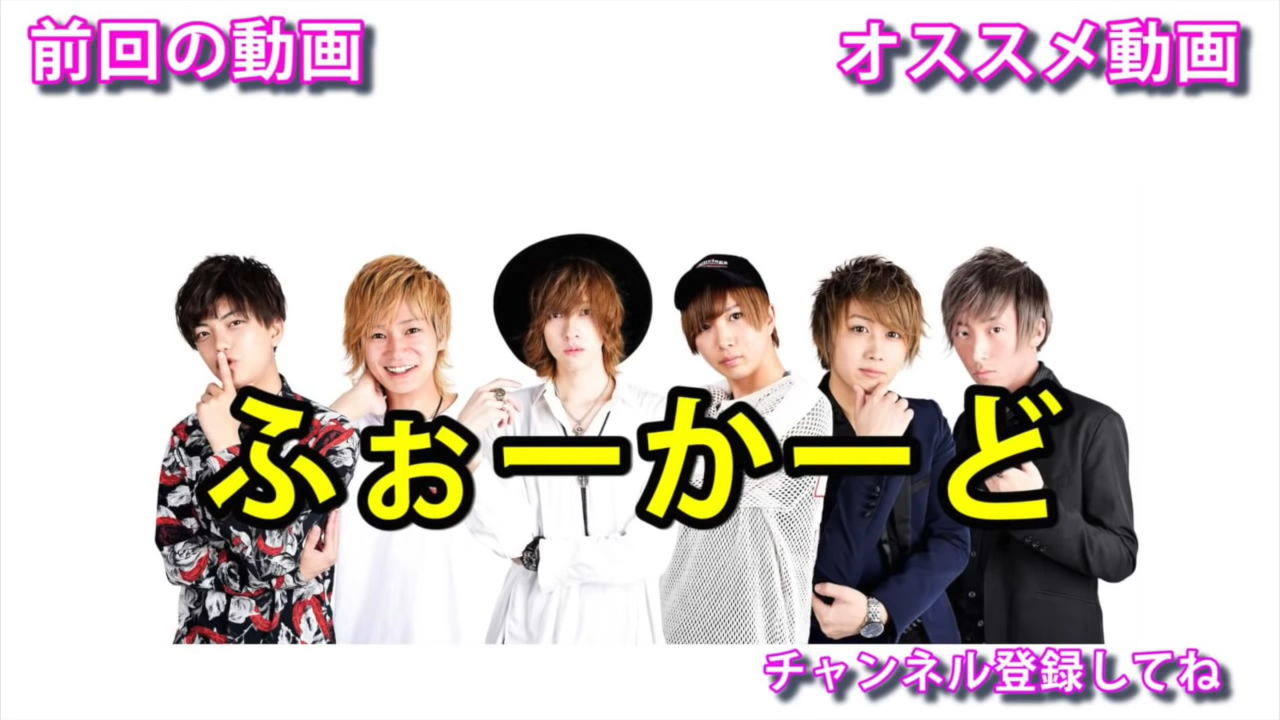 前回の動画
オススメ動画
ふぉーかーど
チャンネル登録してね